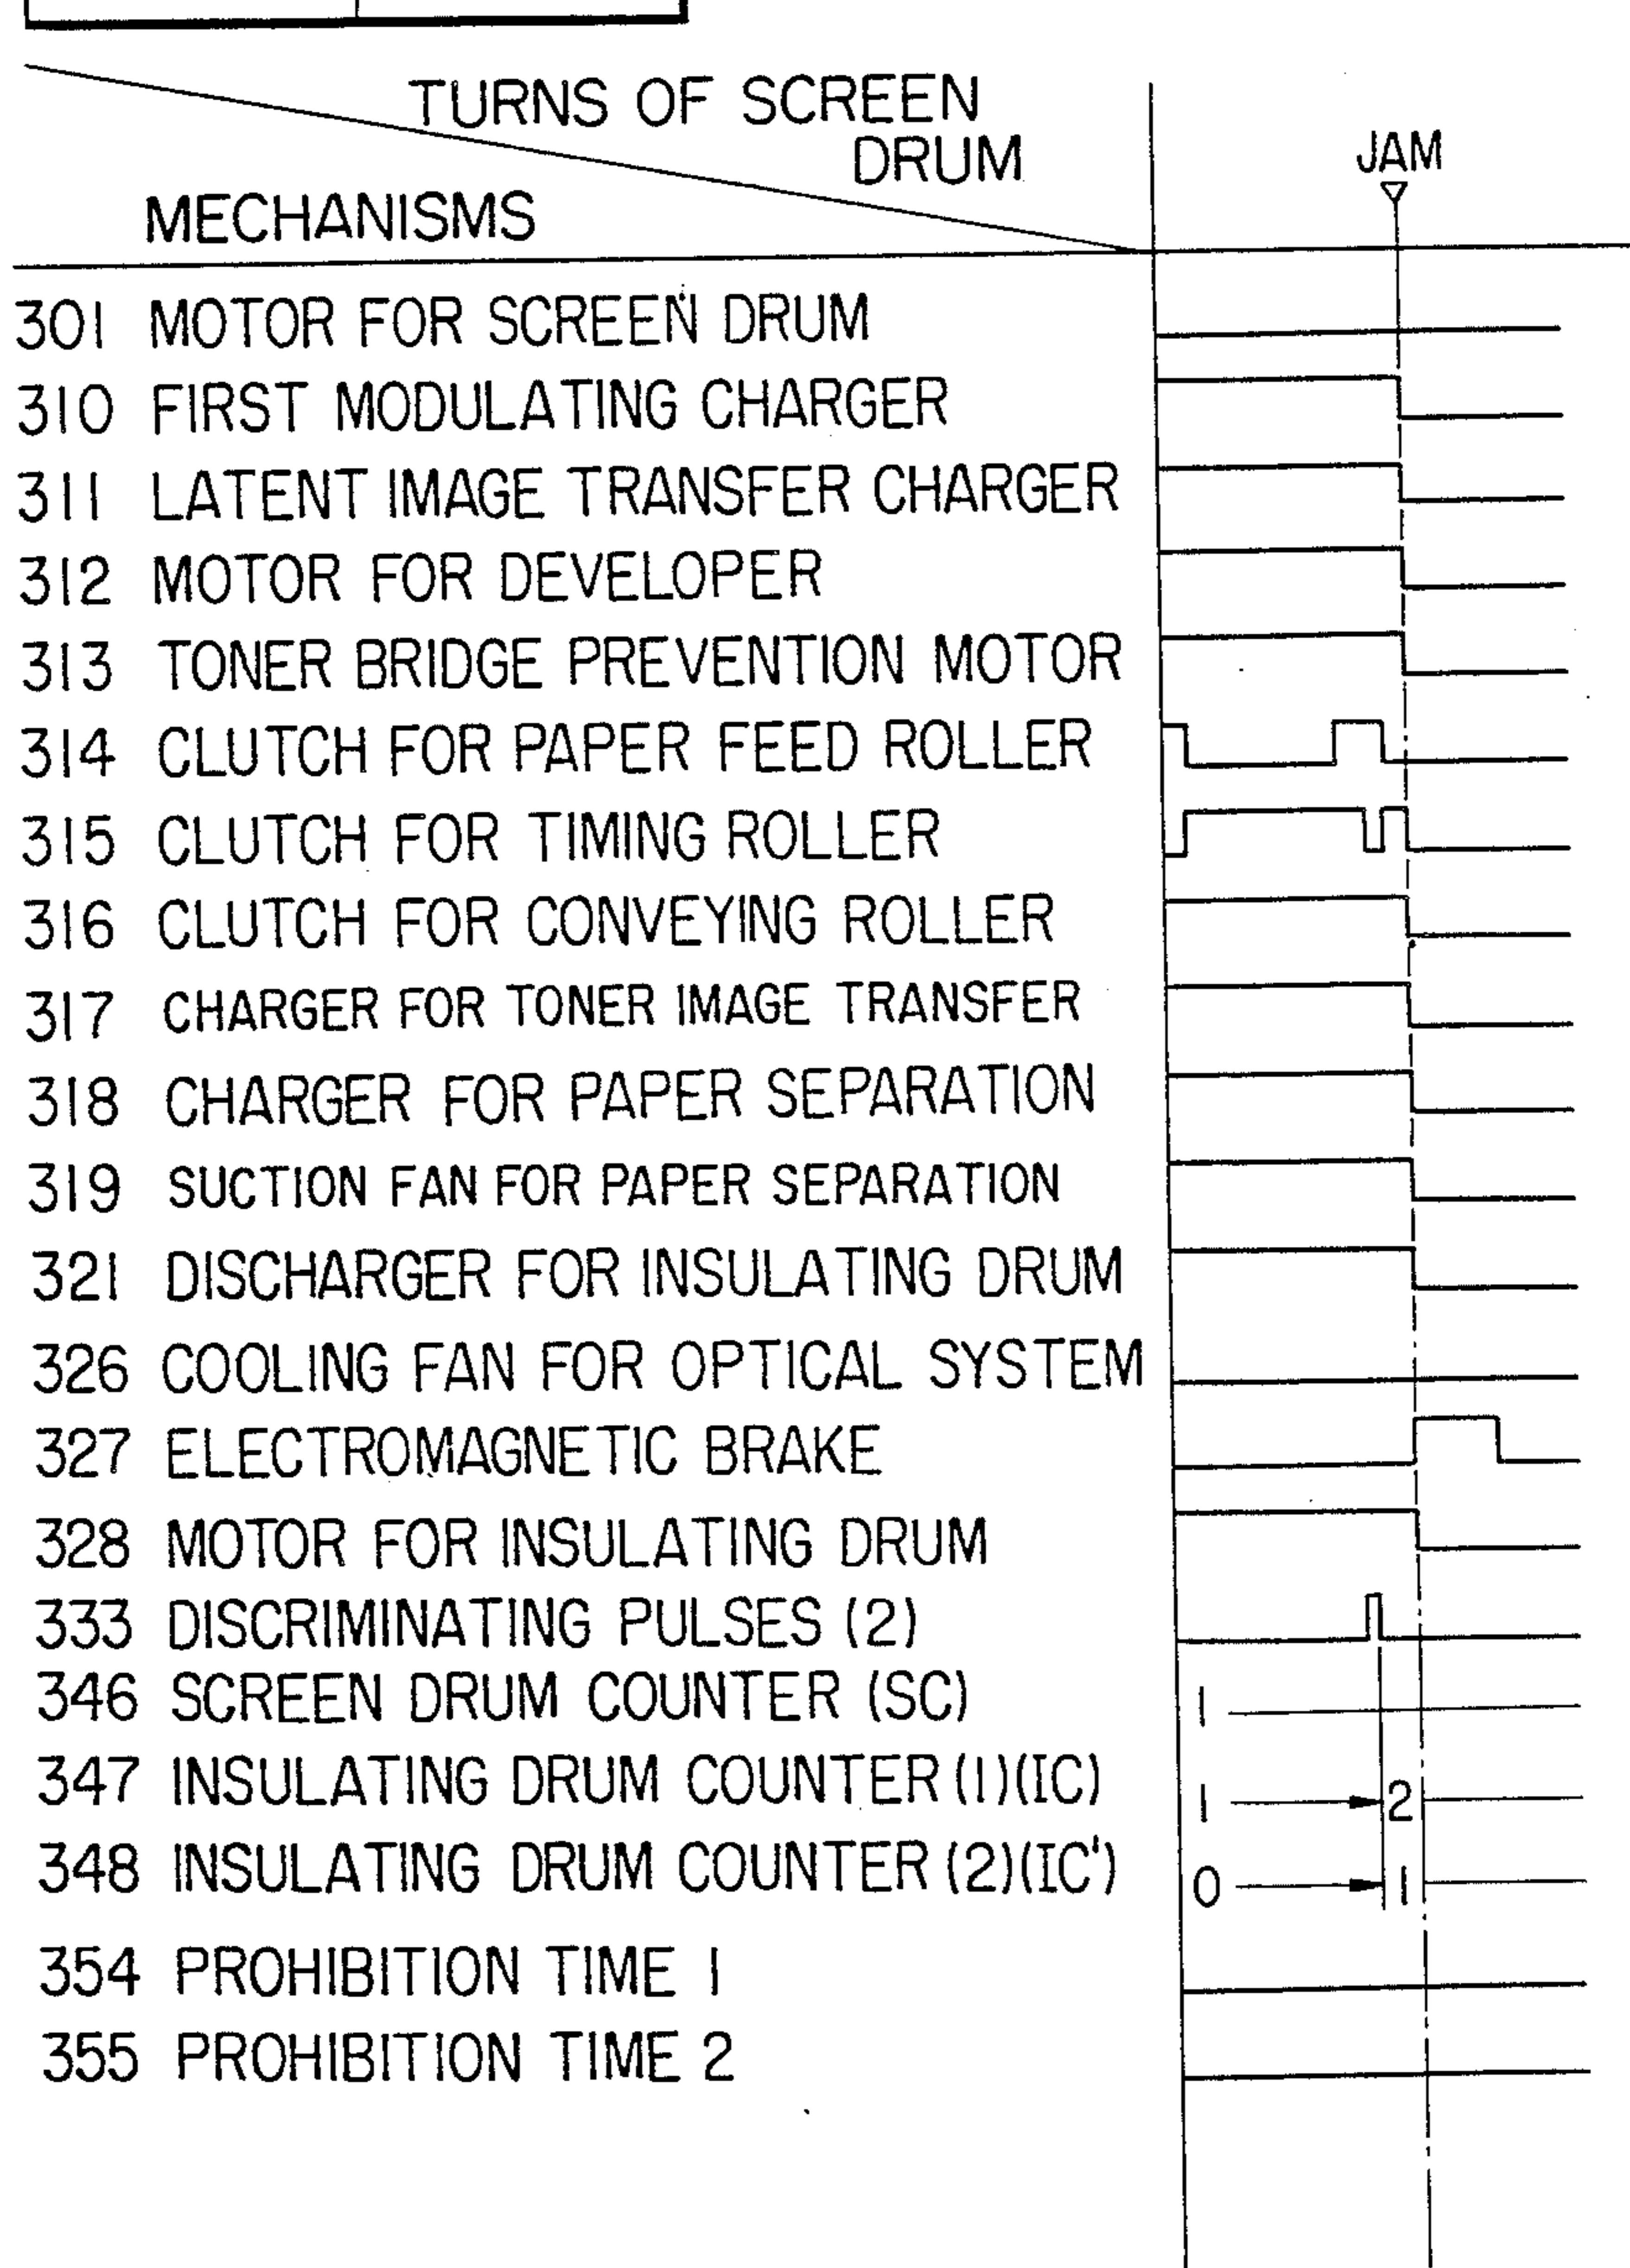 TURNS OF SCREEN
DRUM
JAM
MECHANISMS
301 MOTOR FOR SCREEN DRUM
310 FIRST MODULATING CHARGER
311 LATENT IMAGE TRANSFER CHARGER
312 MOTOR FOR DEVELOPER
313 TONER BRIDGE PREVENTION MOTOR
314 CLUTCH FOR PAPER FEED ROLLER
315 CLUTCH FOR TIMING ROLLER
316 CLUTCH FOR CONVEYING ROLLER
317 CHARGER FOR TONER IMAGE TRANSFER
318 CHARGER FOR PAPER SEPARATION
319 SUCTION FAN FOR PAPER SEPARATION
321 DISCHARGER FOR INSULATING DRUM
326 COOLING FAN FOR OPTICAL SYSTEM
327 ELECTROMAGNETIC BRAKE
328 MOTOR FOR INSULATING DRUM
333 DISCRIMINATING PULSES (2)
346 SCREEN DRUM COUNTER (SC) 1
347 INSULATING DRUM COUNTER (1)(IC) 1 2
348 INSULATING DRUM COUNTER (2)(IC') 0 1
354 PROHIBITION TIME 1
355 PROHIBITION TIME 2